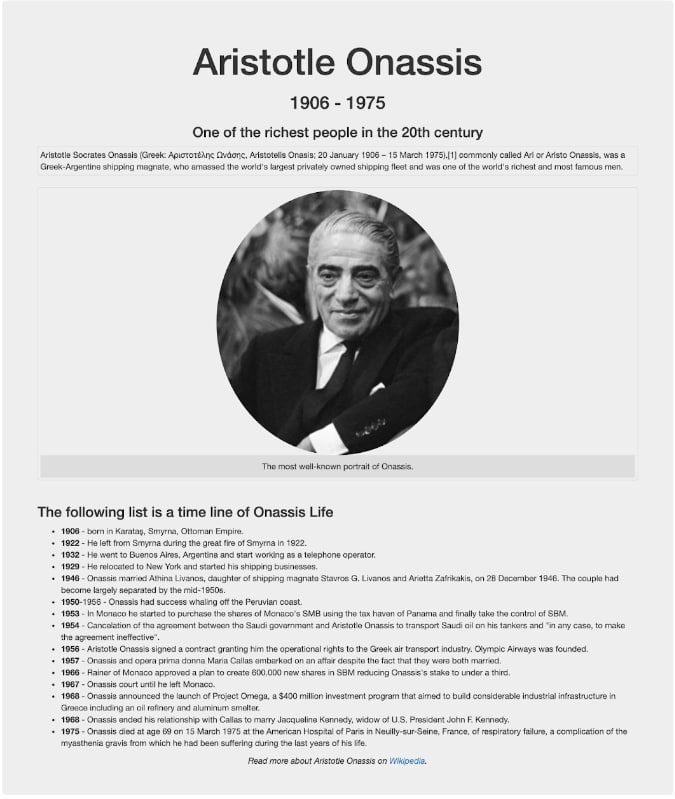 Aristotle Onassis
1906 - 1975
One of the richest people in the 20th century
Aristotle Socrates Onassis (Greek: Αριστοτέλης Ωνάσης, Aristotelis Onasis; 20 January 1906 – 15 March 1975),[1] commonly called Ari or Aristo Onassis, was a
Greek-Argentine shipping magnate, who amassed the world's largest privately owned shipping fleet and was one of the world's richest and most famous men.
The most well-known portrait of Onassis.
The following list is a time line of Onassis Life
• 1906 - born in Karataş, Smyrna, Ottoman Empire.
• 1922 - He left from Smyrna during the great fire of Smyrna in 1922.
• 1932 - He went to Buenos Aires, Argentina and start working as a telephone operator.
• 1929 - He relocated to New York and started his shipping businesses.
• 1946 - Onassis married Athina Livanos, daughter of shipping magnate Stavros G. Livanos and Arietta Zafrikakis, on 28 December 1946. The couple had
become largely separated by the mid-1950s.
• 1950-1956 - Onassis had success whaling off the Peruvian coast.
• 1953 - In Monaco he started to purchase the shares of Monaco's SMB using the tax haven of Panama and finally take the control of SBM.
• 1954 - Cancelation of the agreement between the Saudi government and Aristotle Onassis to transport Saudi oil on his tankers and "in any case, to make
the agreement ineffective".
• 1956 - Aristotle Onassis signed a contract granting him the operational rights to the Greek air transport industry. Olympic Airways was founded.
• 1957 - Onassis and opera prima donna Maria Callas embarked on an affair despite the fact that they were both married.
• 1966 - Rainer of Monaco approved a plan to create 600.000 new shares in SBM reducing Onassis's stake to under a third.
• 1967 - Onassis court until he left Monaco.
• 1968 - Onassis announced the launch of Project Omega, a $400 million investment program that aimed to build considerable industrial infrastructure in
Greece including an oil refinery and aluminum smelter.
• 1968 - Onassis ended his relationship with Callas to marry Jacqueline Kennedy, widow of U.S. President John F. Kennedy.
• 1975 - Onassis died at age 69 on 15 March 1975 at the American Hospital of Paris in Neuilly-sur-Seine, France, of respiratory failure, a complication of the
myasthenia gravis from which he had been suffering during the last years of his life.
Read more about Aristotle Onassis on Wikipedia.